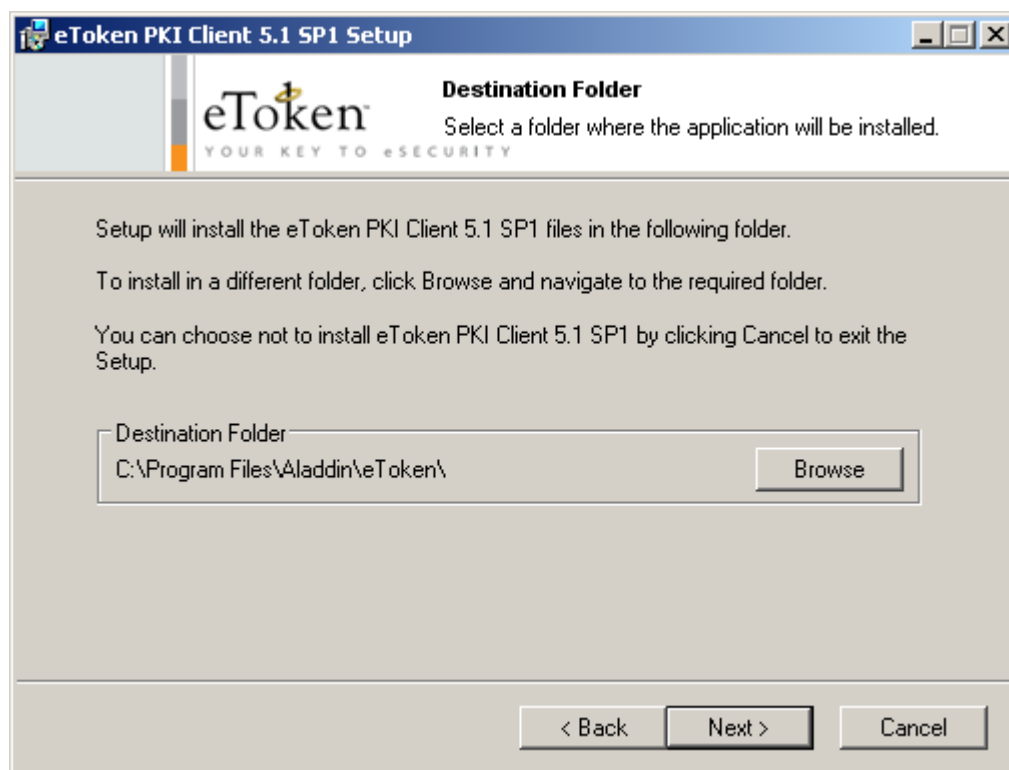 eToken PKI Client 5.1 SP1 Setup
Destination Folder
Select a folder where the application will be installed.
eToken
YOUR KEY TO eSECURITY
Setup will install the eToken PKI Client 5.1 SP1 files in the following folder.
To install in a different folder, click Browse and navigate to the required folder.
You can choose not to install eToken PKI Client 5.1 SP1 by clicking Cancel to exit the
Setup.
Destination Folder
C:\Program Files\Aladdin\eToken\
Browse
< Back
Next >
Cancel